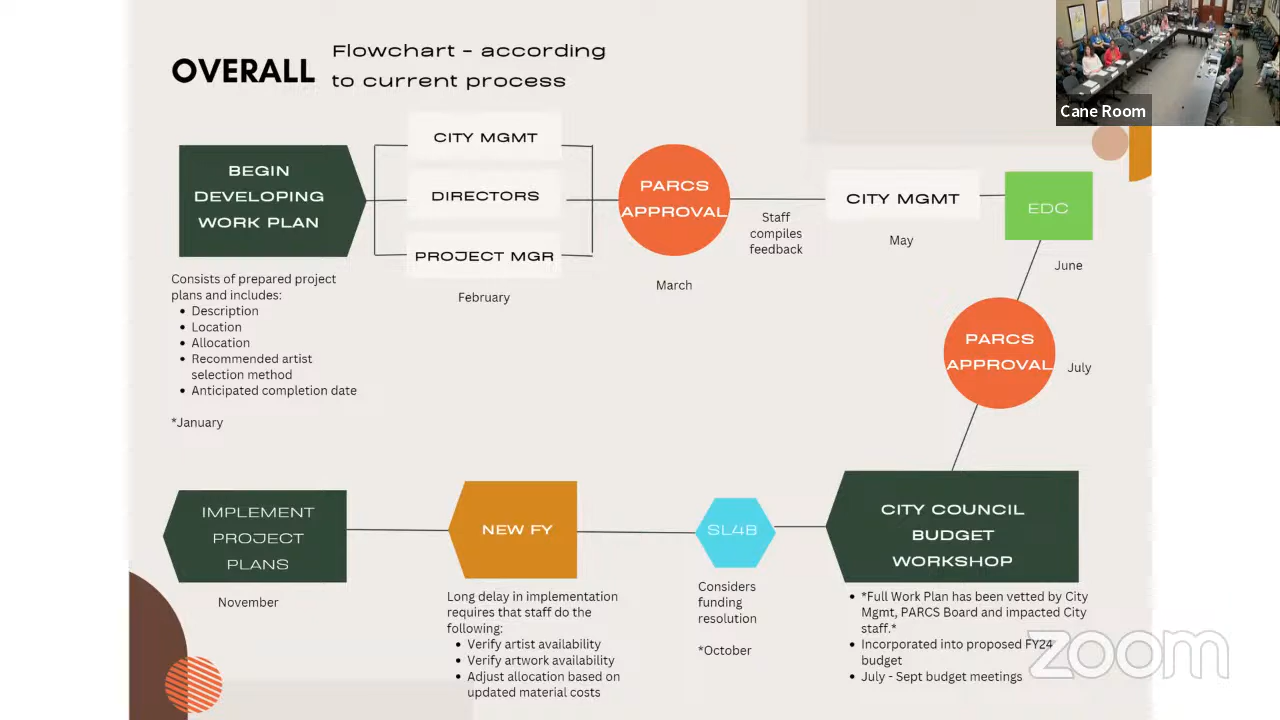 OVERALL
Flowchart - according
to current process
Cane Room
BEGIN
DEVELOPING
WORK PLAN
CITY MGMT
DIRECTORS
PROJECT MGR
February
PARCS
APPROVAL
March
Staff
compiles
feedback
CITY MGMT
May
EDC
June
Consists of prepared project
plans and includes:
• Description
• Location
• Allocation
• Recommended artist
selection method
• Anticipated completion date
*January
PARCS
APPROVAL
July
CITY COUNCIL
BUDGET
WORKSHOP
• *Full Work Plan has been vetted by City
Mgmt, PARCS Board and impacted City
staff.*
• Incorporated into proposed FY24
budget
• July - Sept budget meetings
SL4B
Considers
funding
resolution
*October
NEW FY
Long delay in implementation
requires that staff do the
following:
• Verify artist availability
• Verify artwork availability
• Adjust allocation based on
updated material costs
IMPLEMENT
PROJECT
PLANS
November
zoom